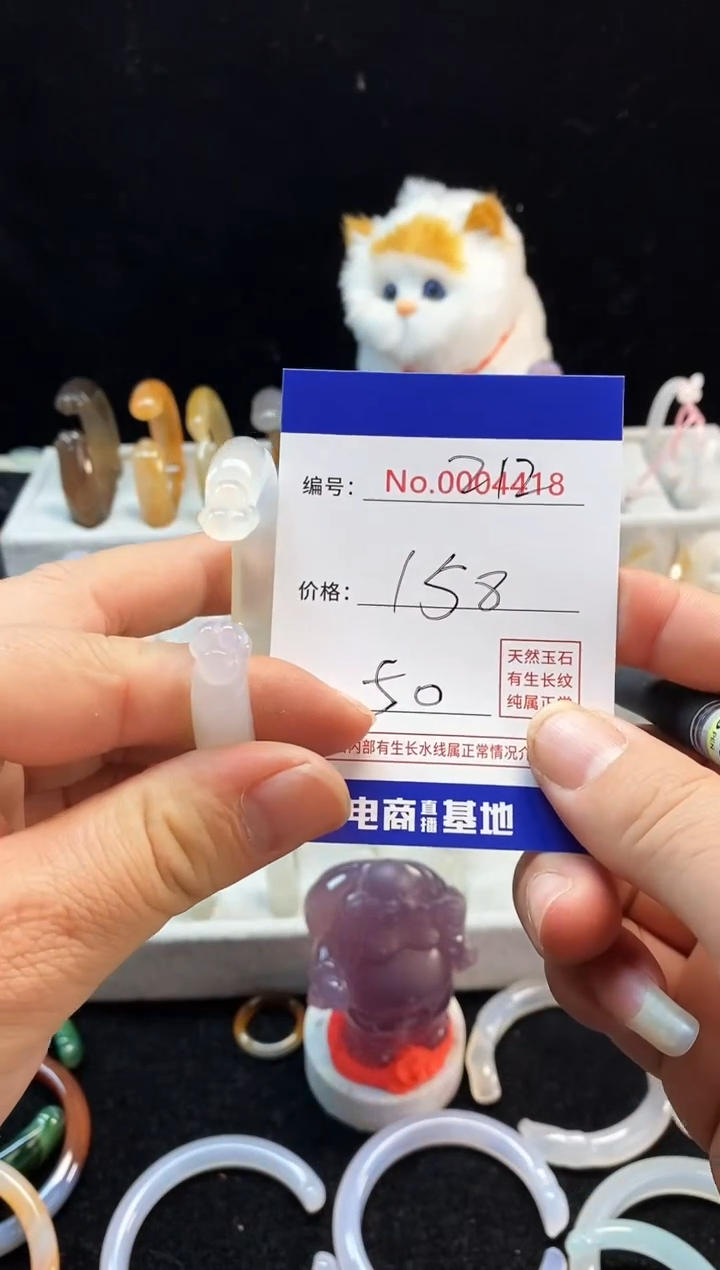 编号: No.0004418 212
价格: 158
50
天然玉石
有生长纹
纯属正常
内部有生长水线属正常情况介
电商直播基地